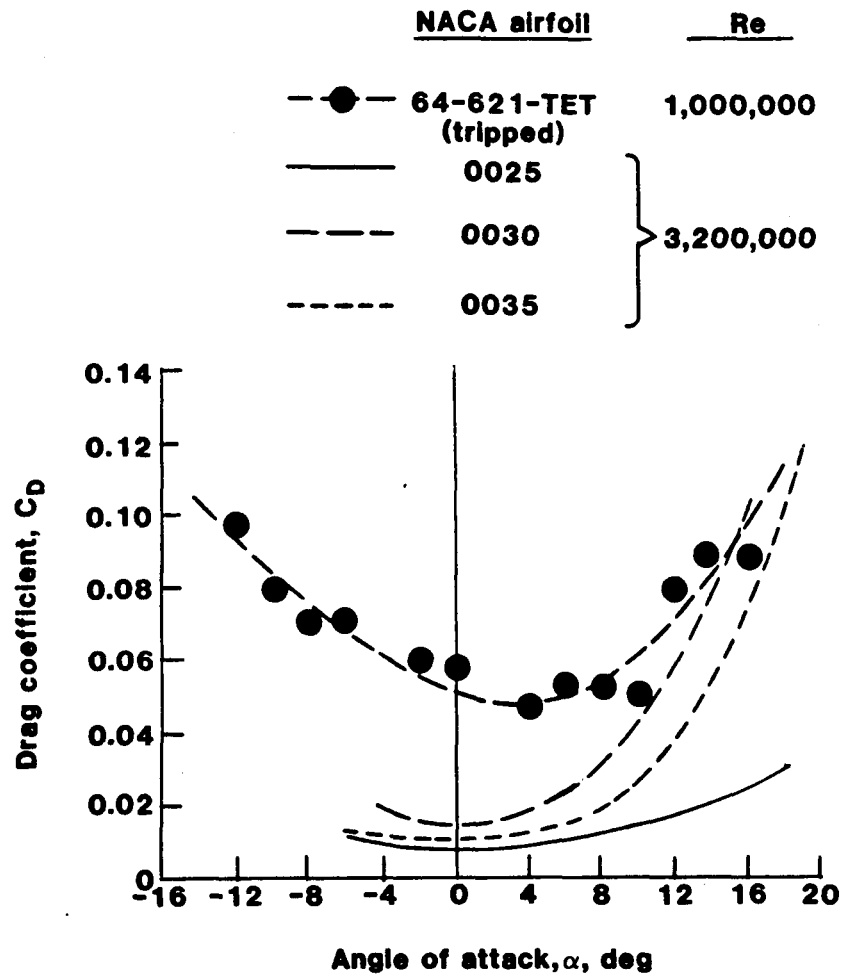 NACA airfoil Re
64-621-TET 1,000,000
(tripped)
0025
0030 3,200,000
0035
0.14
0.12
0.10
0.08
0.06
0.04
0.02
0
-16 -12 -8 -4 0 4 8 12 16 20
Drag coefficient, CD
Angle of attack, α, deg